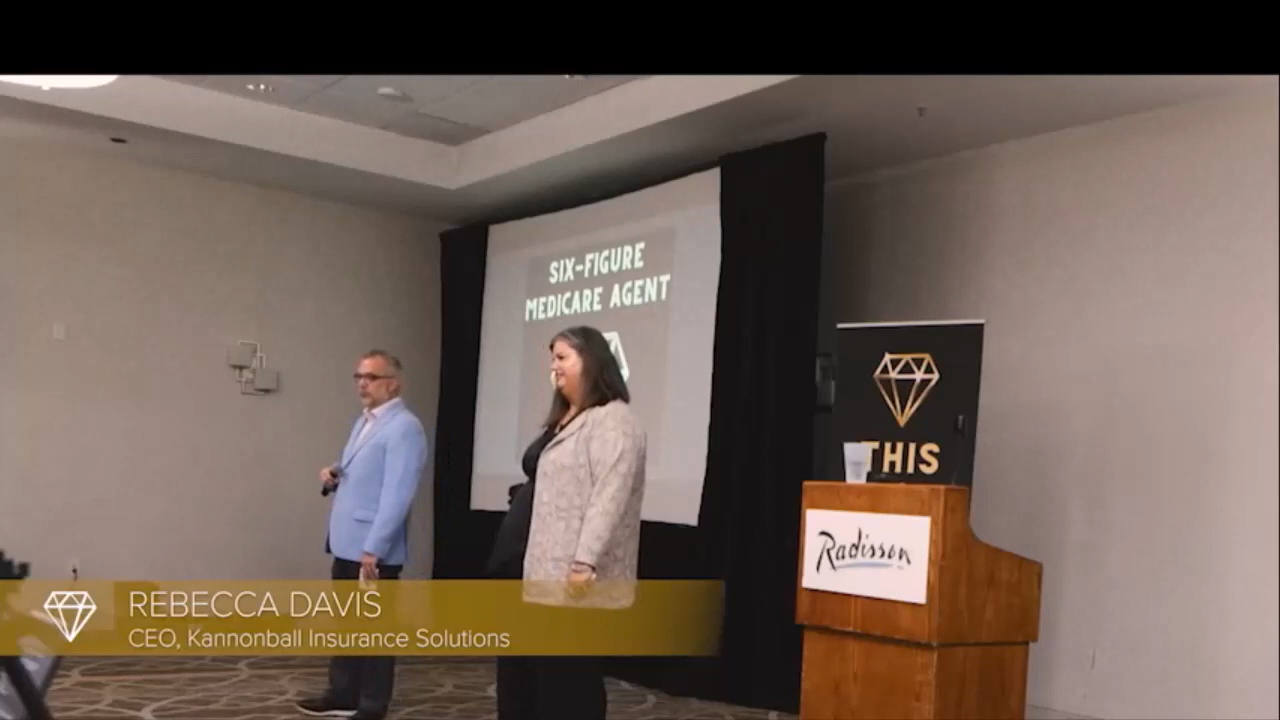 SIX-FIGURE
MEDICARE AGENT
THIS
Radisson
REBECCA DAVIS
CEO, Kannonball Insurance Solutions